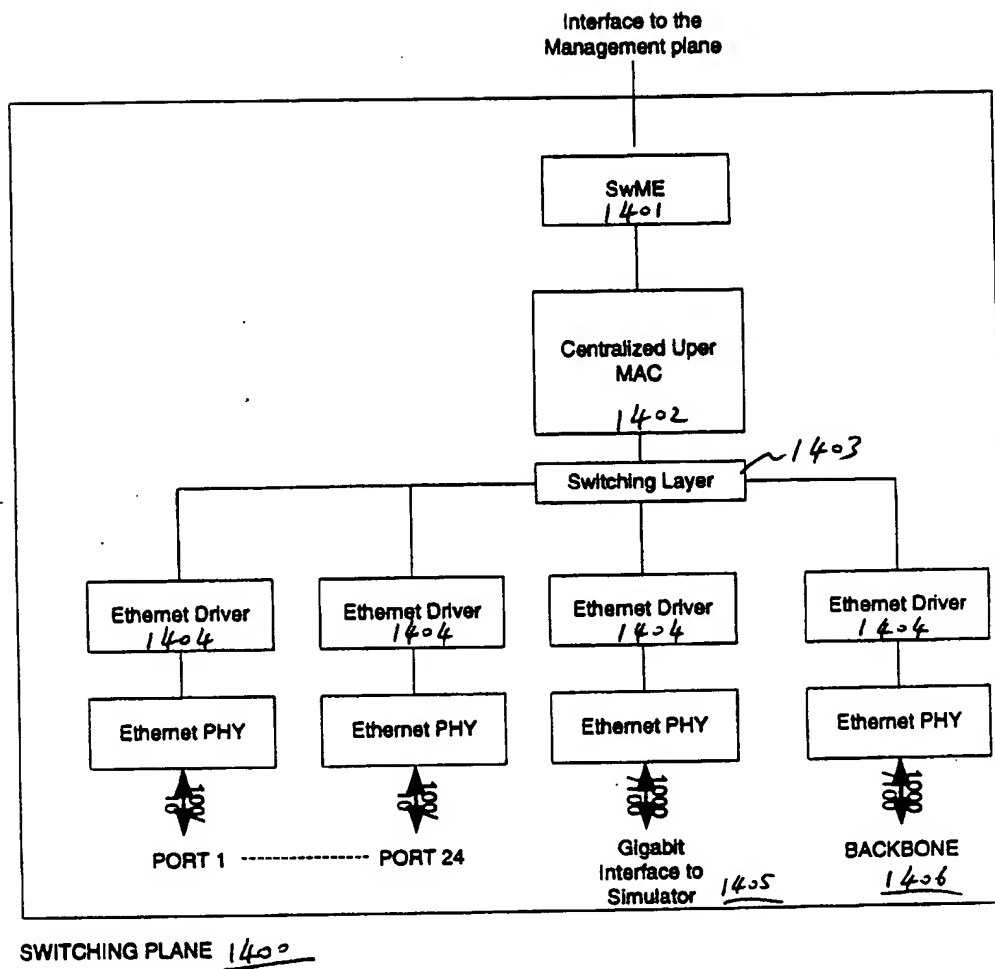 Interface to the
Management plane
SwME
1401
Centralized Uper
MAC
1402
1403
Switching Layer
Ethernet Driver
1404
Ethernet Driver
1404
Ethernet Driver
1404
Ethernet Driver
1404
Ethernet PHY
Ethernet PHY
Ethernet PHY
Ethernet PHY
100/
10
100/
10
1000
/100
1000
/100
PORT 1 ---------------- PORT 24
Gigabit
Interface to
Simulator 1405
BACKBONE
1406
SWITCHING PLANE 1400